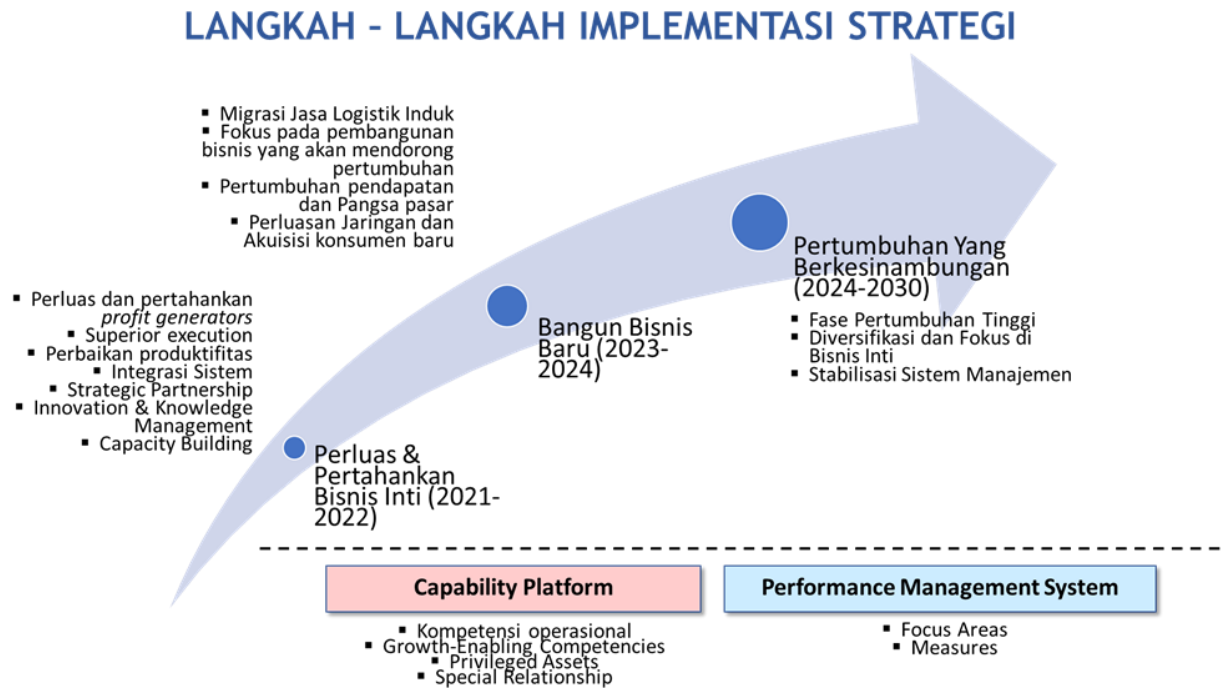 LANGKAH – LANGKAH IMPLEMENTASI STRATEGI
▪ Migrasi Jasa Logistik Induk
▪ Fokus pada pembangunan
bisnis yang akan mendorong
pertumbuhan
▪ Pertumbuhan pendapatan
dan Pangsa pasar
▪ Perluasan Jaringan dan
Akuisisi konsumen baru
Pertumbuhan Yang
Berkesinambungan
(2024-2030)
▪ Fase Pertumbuhan Tinggi
▪ Diversifikasi dan Fokus di
Bisnis Inti
▪ Stabilisasi Sistem Manajemen
Bangun Bisnis
Baru (2023-
2024)
▪ Perluas dan pertahankan
profit generators
▪ Superior execution
▪ Perbaikan produktifitas
▪ Integrasi Sistem
▪ Strategic Partnership
▪ Innovation & Knowledge
Management
▪ Capacity Building
Perluas &
Pertahankan
Bisnis Inti (2021-
2022)
Capability Platform
▪ Kompetensi operasional
▪ Growth-Enabling Competencies
▪ Privileged Assets
▪ Special Relationship
Performance Management System
▪ Focus Areas
▪ Measures